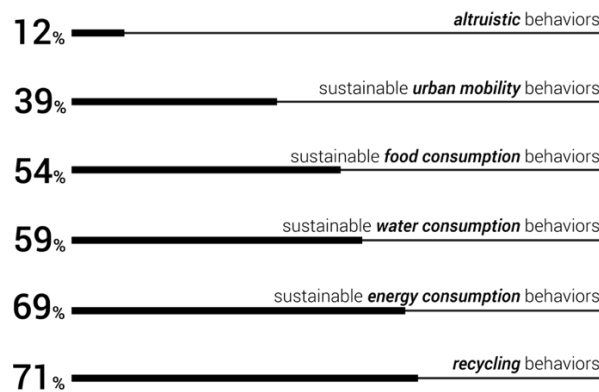 12% altruistic behaviors
39% sustainable urban mobility behaviors
54% sustainable food consumption behaviors
59% sustainable water consumption behaviors
69% sustainable energy consumption behaviors
71% recycling behaviors